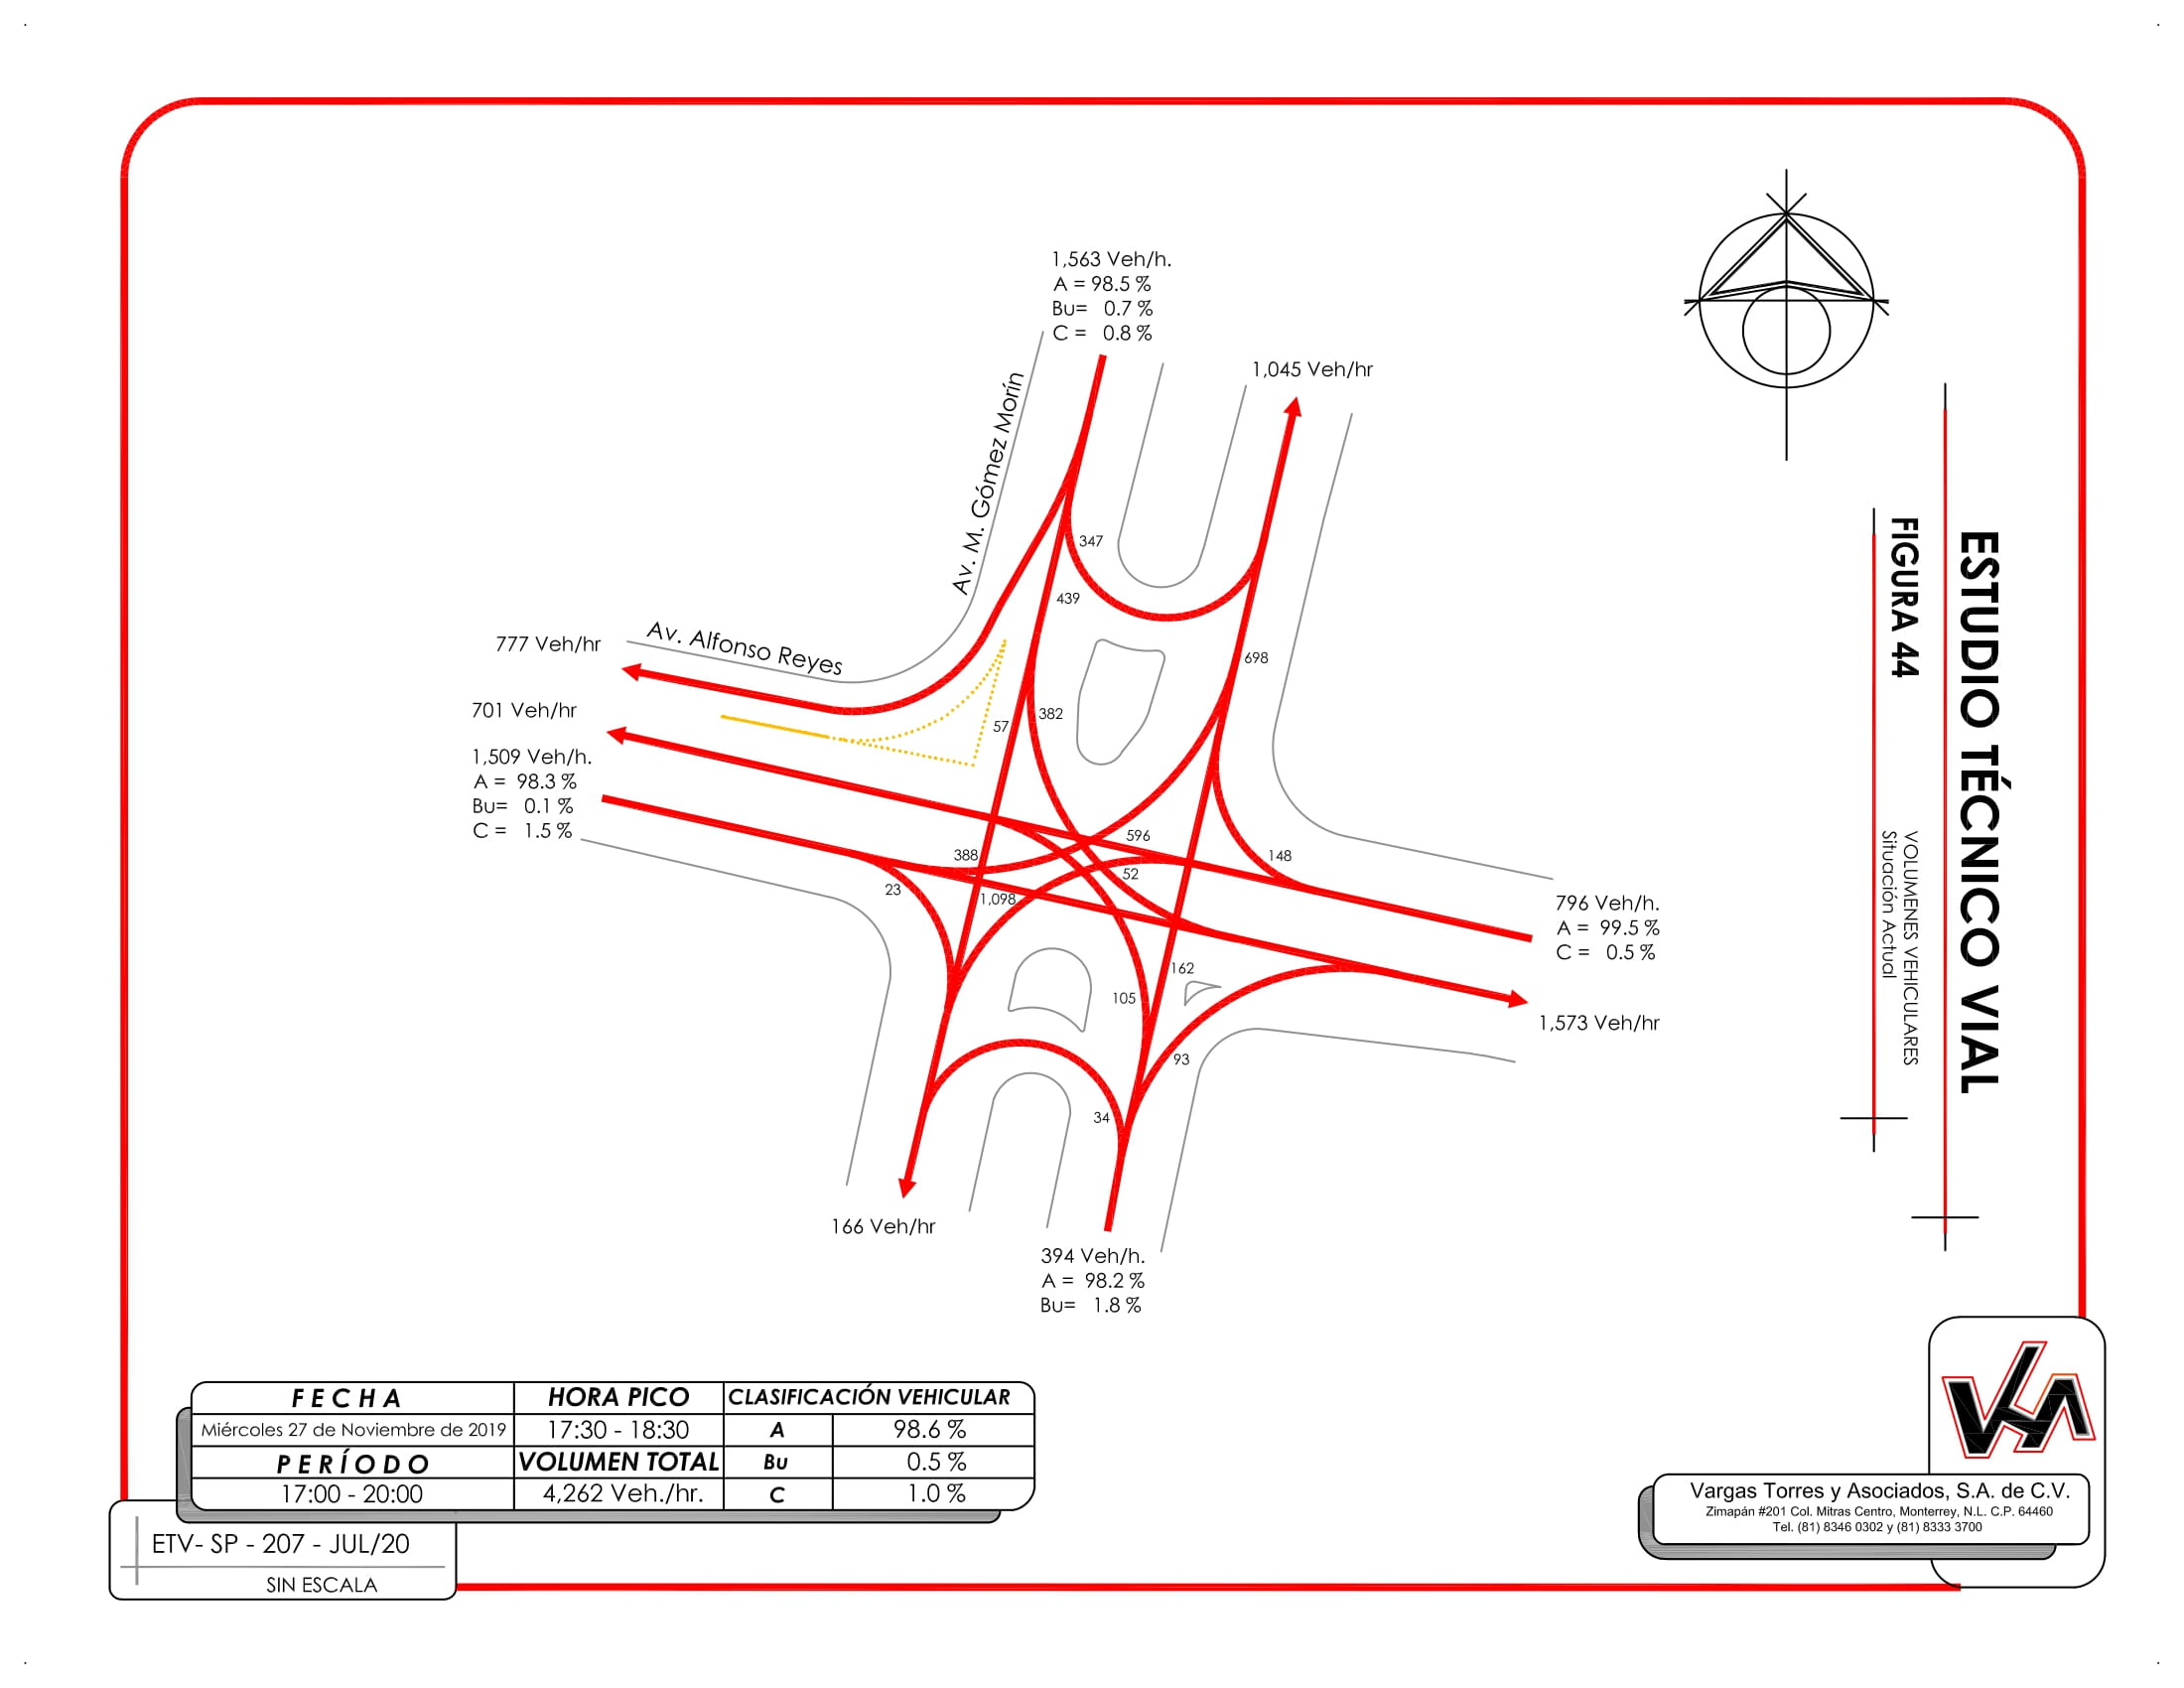 1,563 Veh/h.
A = 98.5 %
Bu= 0.7 %
C = 0.8 %
1,045 Veh/hr
Av. M. Gómez Morín
347
439
777 Veh/hr
Av. Alfonso Reyes
698
701 Veh/hr
57
382
1,509 Veh/h.
A = 98.3 %
Bu= 0.1 %
C = 1.5 %
596
388
148
52
23
1,098
796 Veh/h.
A = 99.5 %
C = 0.5 %
162
105
1,573 Veh/hr
93
34
166 Veh/hr
394 Veh/h.
A = 98.2 %
Bu= 1.8 %
ESTUDIO TÉCNICO VIAL
FIGURA 44
VOLUMENES VEHICULARES
Situación Actual
FECHA HORA PICO CLASIFICACIÓN VEHICULAR
Miércoles 27 de Noviembre de 2019 17:30 - 18:30 A 98.6 %
PERÍODO VOLUMEN TOTAL Bu 0.5 %
17:00 - 20:00 4,262 Veh./hr. C 1.0 %
ETV- SP - 207 - JUL/20
SIN ESCALA
Vargas Torres y Asociados, S.A. de C.V.
Zimapán #201 Col. Mitras Centro, Monterrey, N.L. C.P. 64460
Tel. (81) 8346 0302 y (81) 8333 3700